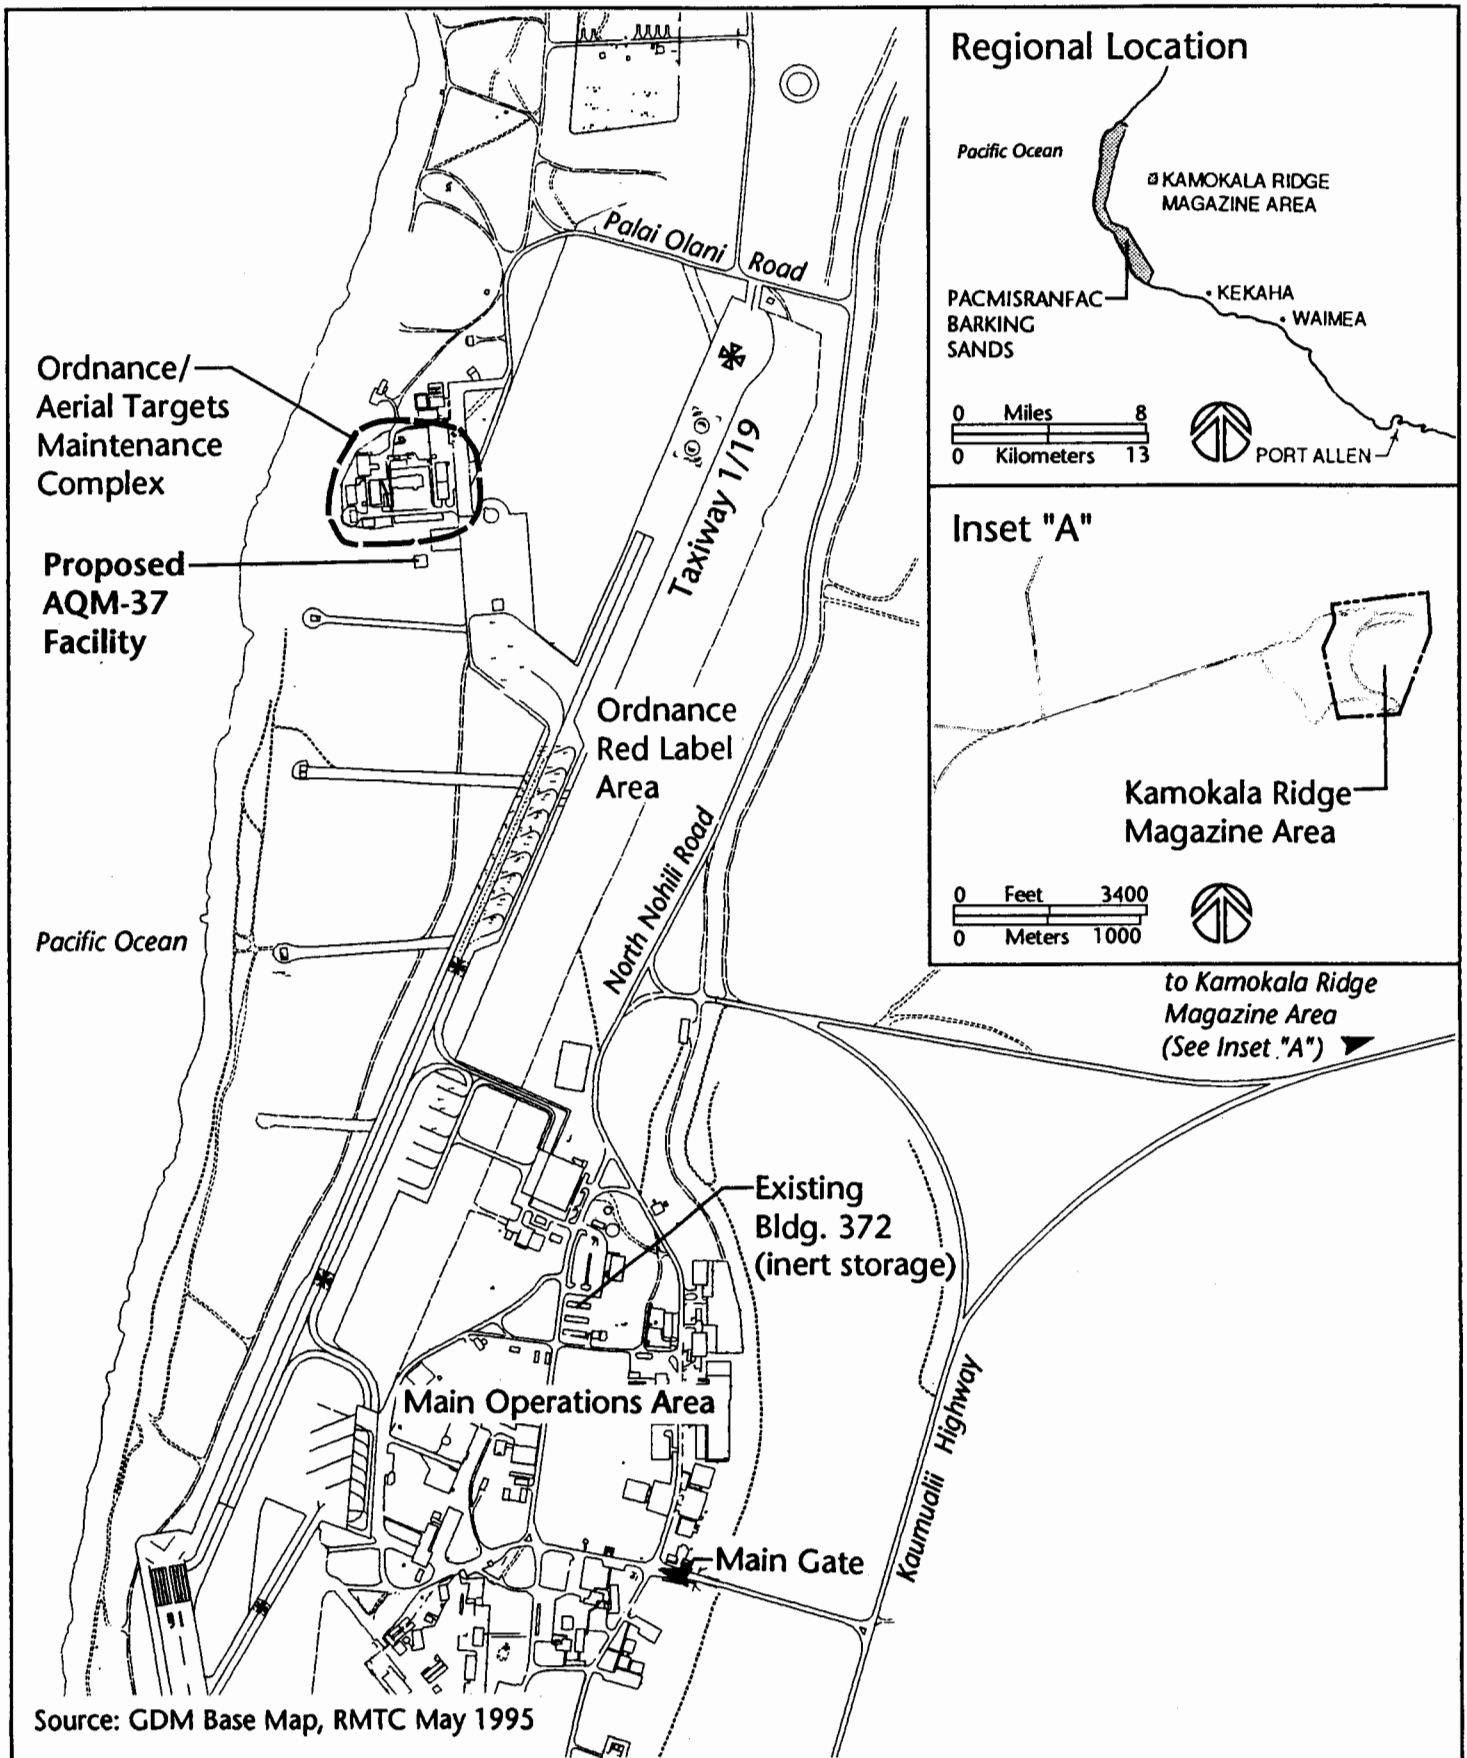 Regional Location
Pacific Ocean
KAMOKALA RIDGE
MAGAZINE AREA
PACMISRANFAC
BARKING
SANDS
KEKAHA
WAIMEA
0 Miles 8
0 Kilometers 13
PORT ALLEN
Inset "A"
Kamokala Ridge
Magazine Area
0 Feet 3400
0 Meters 1000
Palai Olani Road
Ordnance/
Aerial Targets
Maintenance
Complex
Taxiway 1/19
Proposed
AQM-37
Facility
Ordnance
Red Label
Area
North Nohili Road
Pacific Ocean
to Kamokala Ridge
Magazine Area
(See Inset "A")
Existing
Bldg. 372
(inert storage)
Main Operations Area
Kaumualii Highway
Main Gate
Source: GDM Base Map, RMTC May 1995